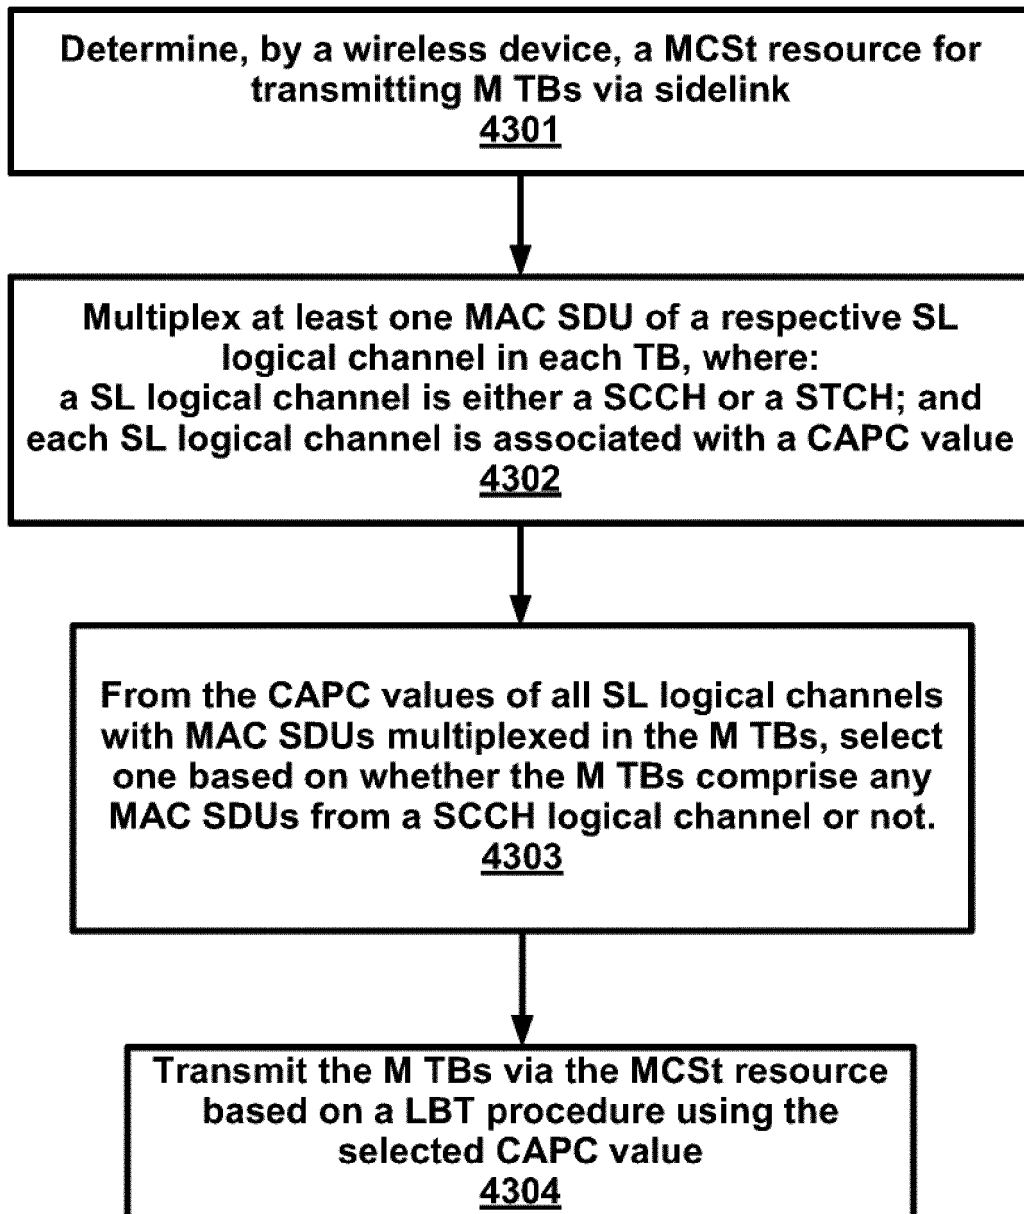 Determine, by a wireless device, a MCSt resource for
transmitting M TBs via sidelink
4301
Multiplex at least one MAC SDU of a respective SL
logical channel in each TB, where:
a SL logical channel is either a SCCH or a STCH; and
each SL logical channel is associated with a CAPC value
4302
From the CAPC values of all SL logical channels
with MAC SDUs multiplexed in the M TBs, select
one based on whether the M TBs comprise any
MAC SDUs from a SCCH logical channel or not.
4303
Transmit the M TBs via the MCSt resource
based on a LBT procedure using the
selected CAPC value
4304